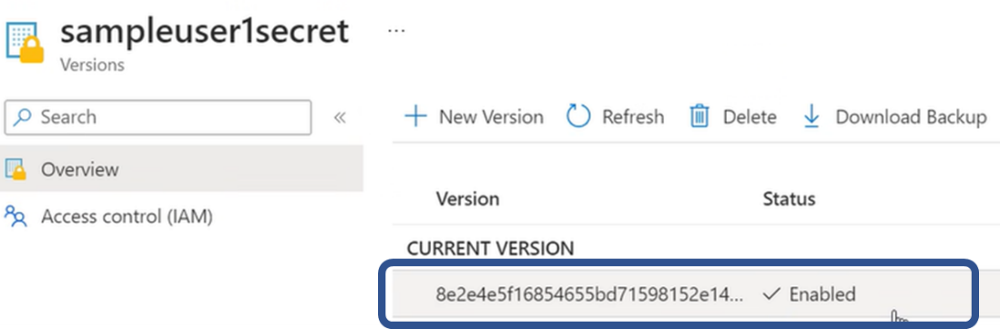 sampleuser1secret ...
Versions
Search «
+ New Version Refresh Delete Download Backup
Overview
Version Status
Access control (IAM)
CURRENT VERSION
8e2e4e5f16854655bd71598152e14... ✓ Enabled